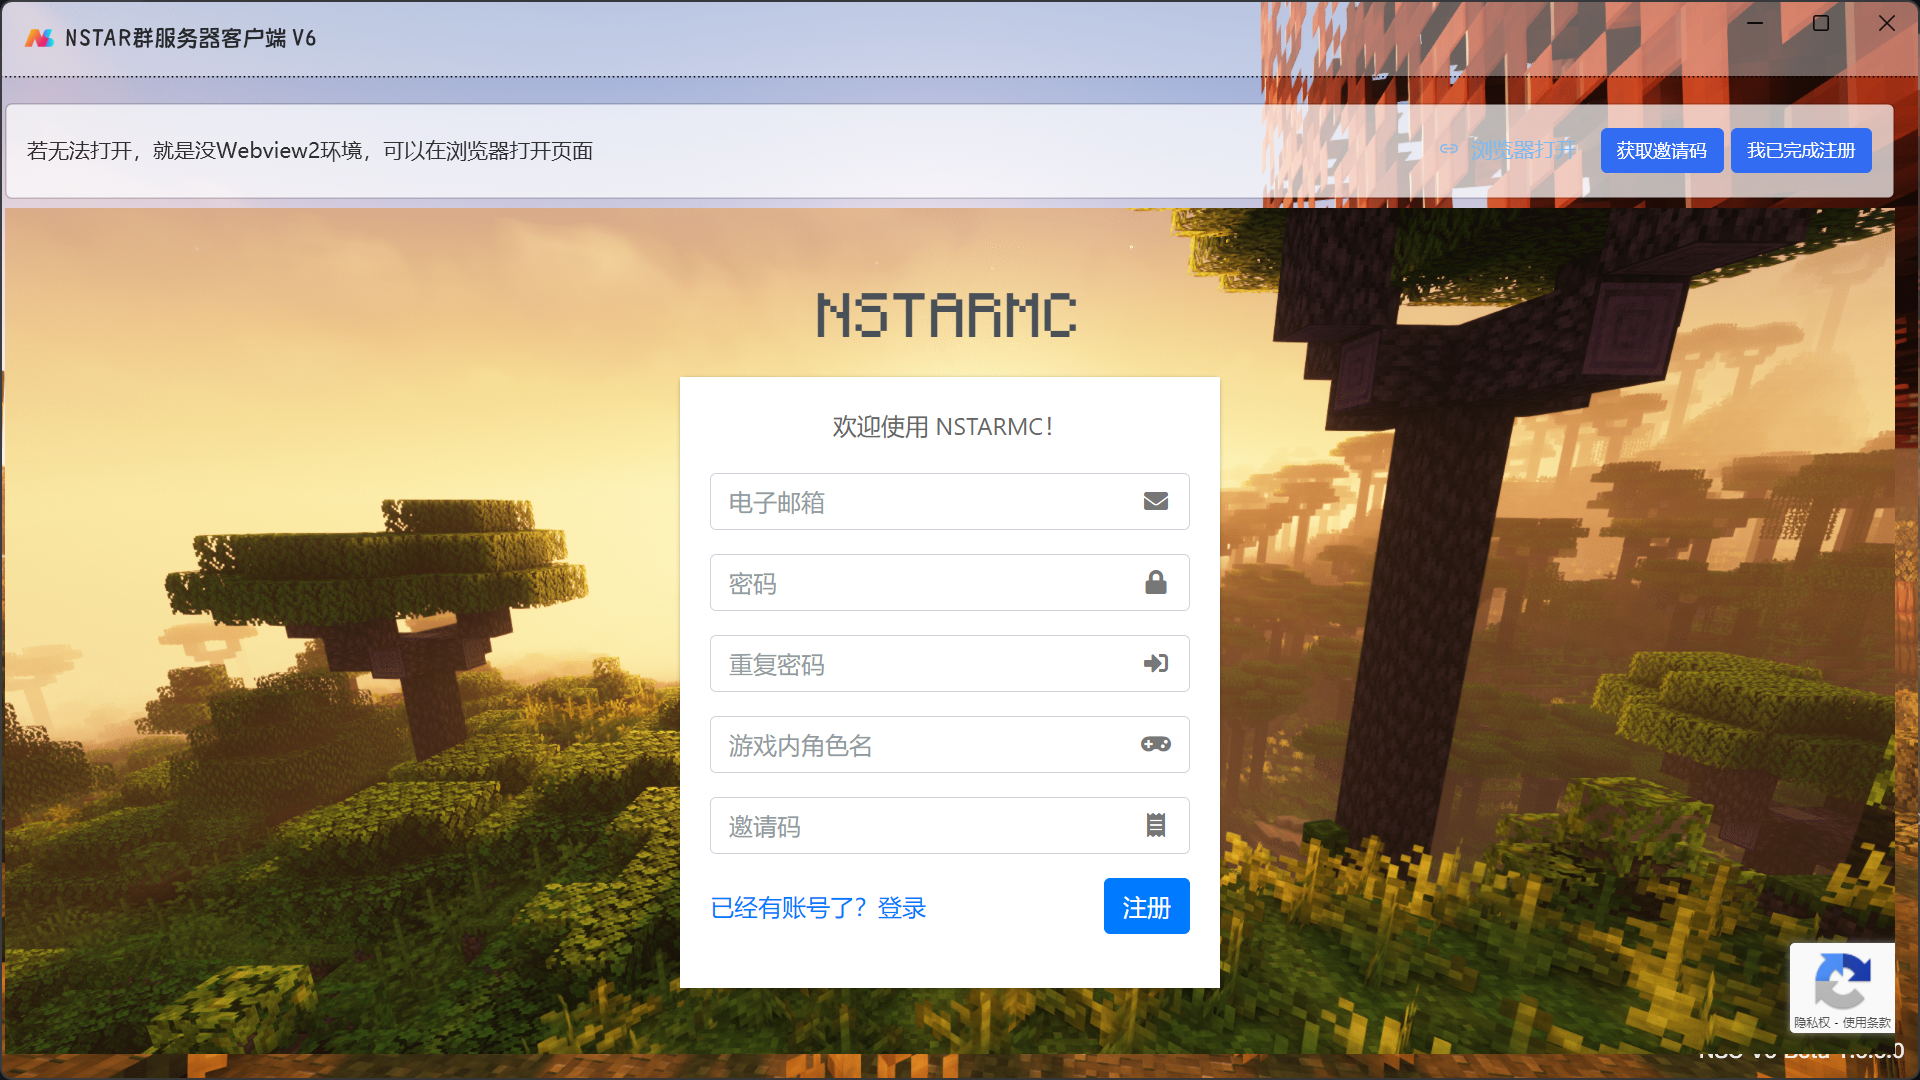 NSTAR群服务器客户端 V6
若无法打开，就是没Webview2环境，可以在浏览器打开页面
浏览器打开
获取邀请码
我已完成注册
NSTARMC
欢迎使用 NSTARMC！
电子邮箱
密码
重复密码
游戏内角色名
邀请码
已经有账号了？登录
注册
隐私权 - 使用条款